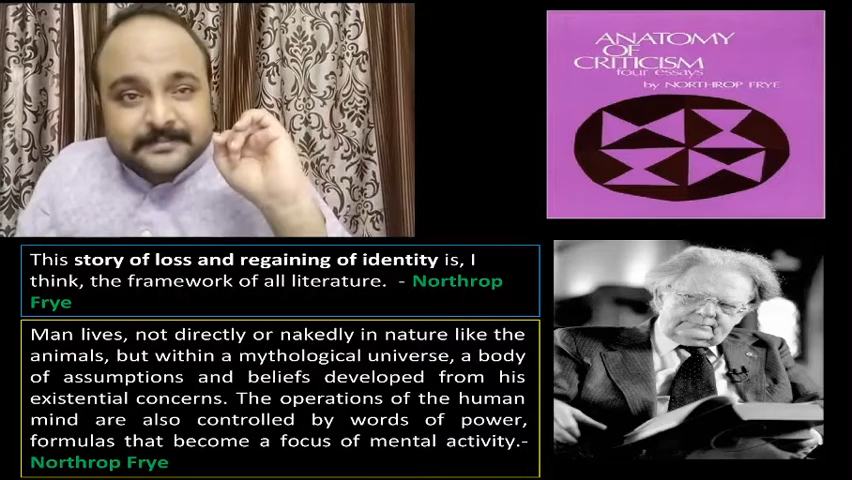 ANATOMY
OF
CRITICISM
four essays
by NORTHROP FRYE
This story of loss and regaining of identity is, I
think, the framework of all literature. - Northrop
Frye
Man lives, not directly or nakedly in nature like the
animals, but within a mythological universe, a body
of assumptions and beliefs developed from his
existential concerns. The operations of the human
mind are also controlled by words of power,
formulas that become a focus of mental activity.-
Northrop Frye